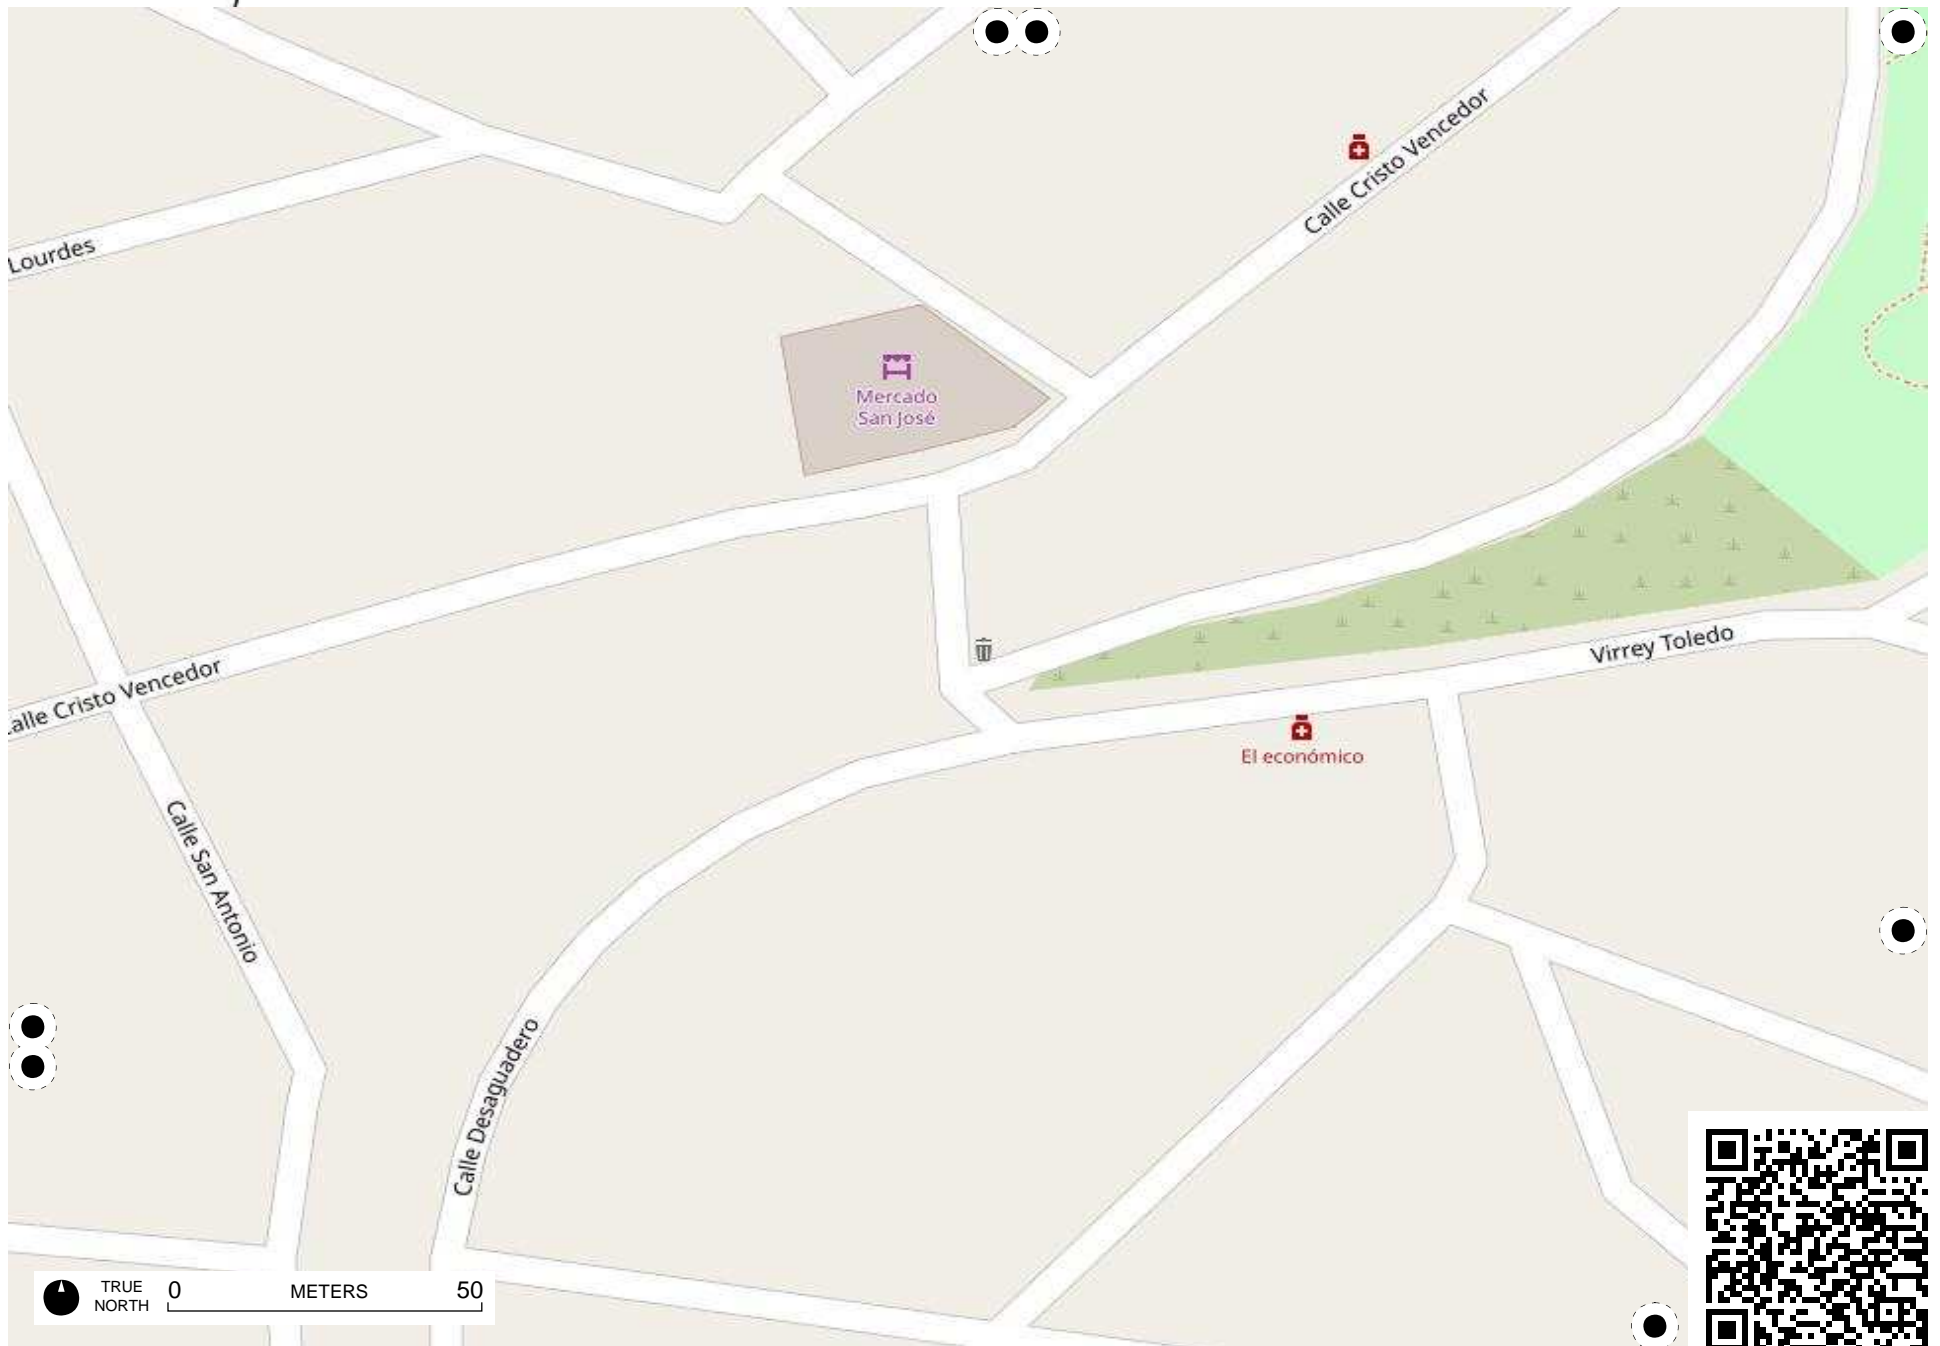 Calle Cristo Vencedor
Lourdes
Mercado
San José
Virrey Toledo
alle Cristo Vencedor
El económico
Calle San Antonio
Calle Desaguadero
TRUE
NORTH
0 METERS 50